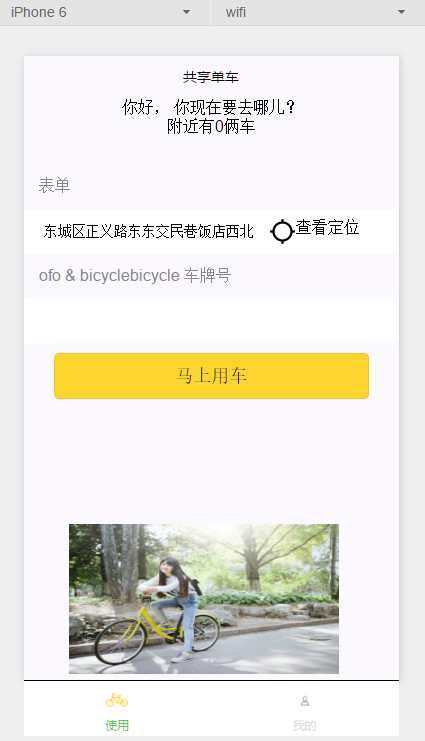 iPhone 6 wifi
共享单车
你好， 你现在要去哪儿？
附近有0俩车
表单
东城区正义路东东交民巷饭店西北 查看定位
ofo & bicyclebicycle 车牌号
马上用车
使用 我的